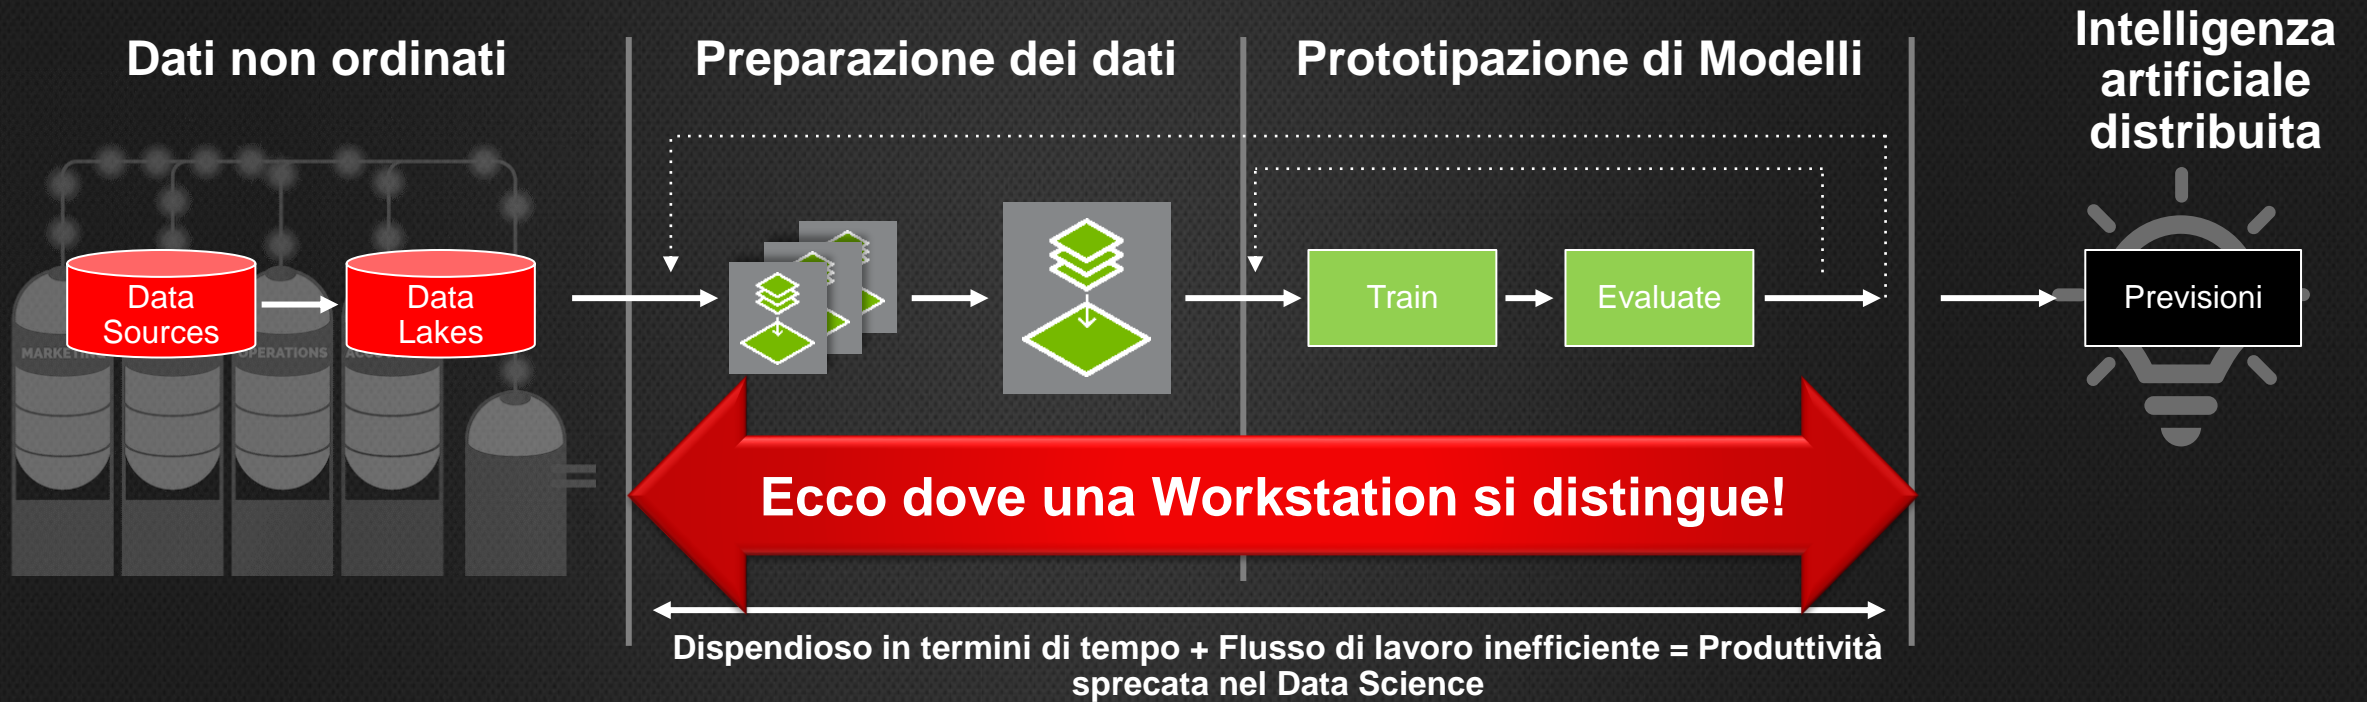 Dati non ordinati
Preparazione dei dati
Prototipazione di Modelli
Intelligenza
artificiale
distribuita
Data
Sources
Data
Lakes
Train
Evaluate
Previsioni
OPERATIONS
Ecco dove una Workstation si distingue!
Dispendioso in termini di tempo + Flusso di lavoro inefficiente = Produttività
sprecata nel Data Science